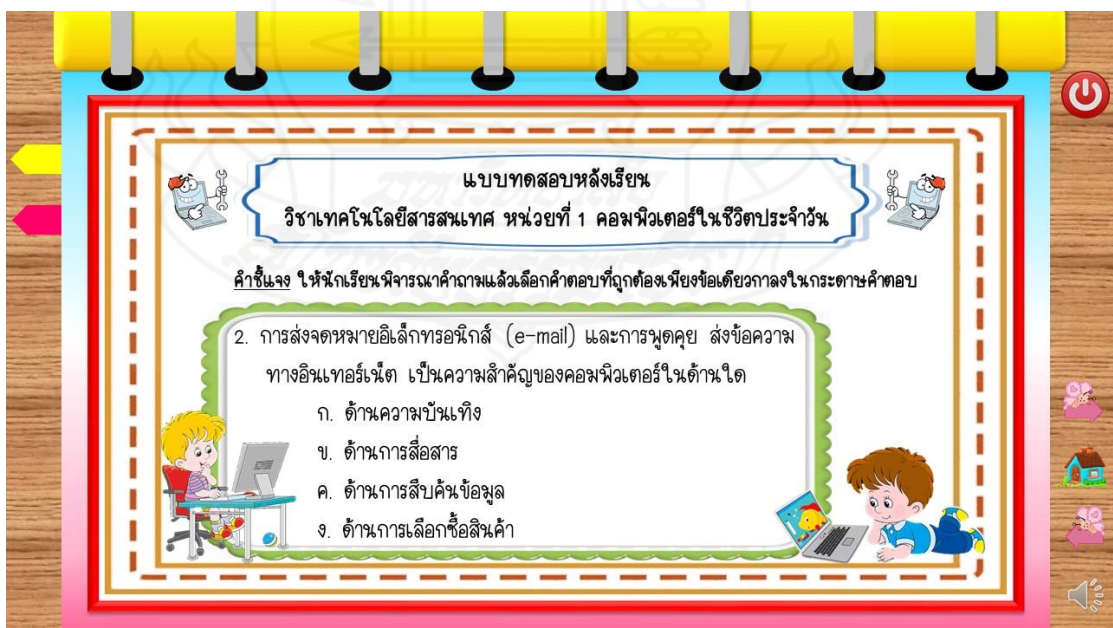 แบบทดสอบหลังเรียน
วิชาเทคโนโลยีสารสนเทศ หน่วยที่ 1 คอมพิวเตอร์ในชีวิตประจำวัน
คำชี้แจง ให้นักเรียนพิจารณาคำถามแล้วเลือกคำตอบที่ถูกต้องเพียงข้อเดียวกาลงในกระดาษคำตอบ
2. การส่งจดหมายอิเล็กทรอนิกส์ (e-mail) และการพูดคุย ส่งข้อความ
ทางอินเทอร์เน็ต เป็นความสำคัญของคอมพิวเตอร์ในด้านใด
ก. ด้านความบันเทิง
ข. ด้านการสื่อสาร
ค. ด้านการสืบค้นข้อมูล
ง. ด้านการเลือกซื้อสินค้า